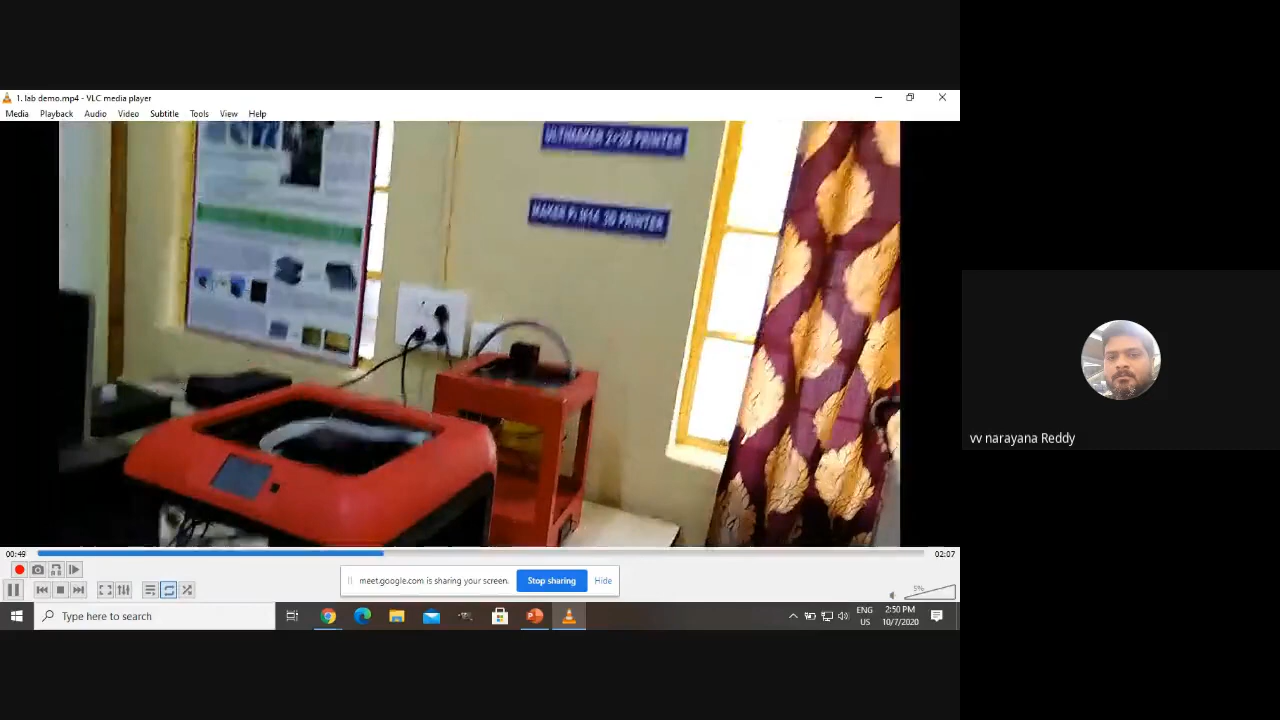 1. lab demo.mp4 - VLC media player
Media Playback Audio Video Subtitle Tools View Help
ULTIMAKER 2+3D PRINTER
MAKER Pi M14 3D PRINTER
vv narayana Reddy
00:49
02:07
meet.google.com is sharing your screen.
Stop sharing
Hide
5%
Type here to search
ENG
US
2:50 PM
10/7/2020